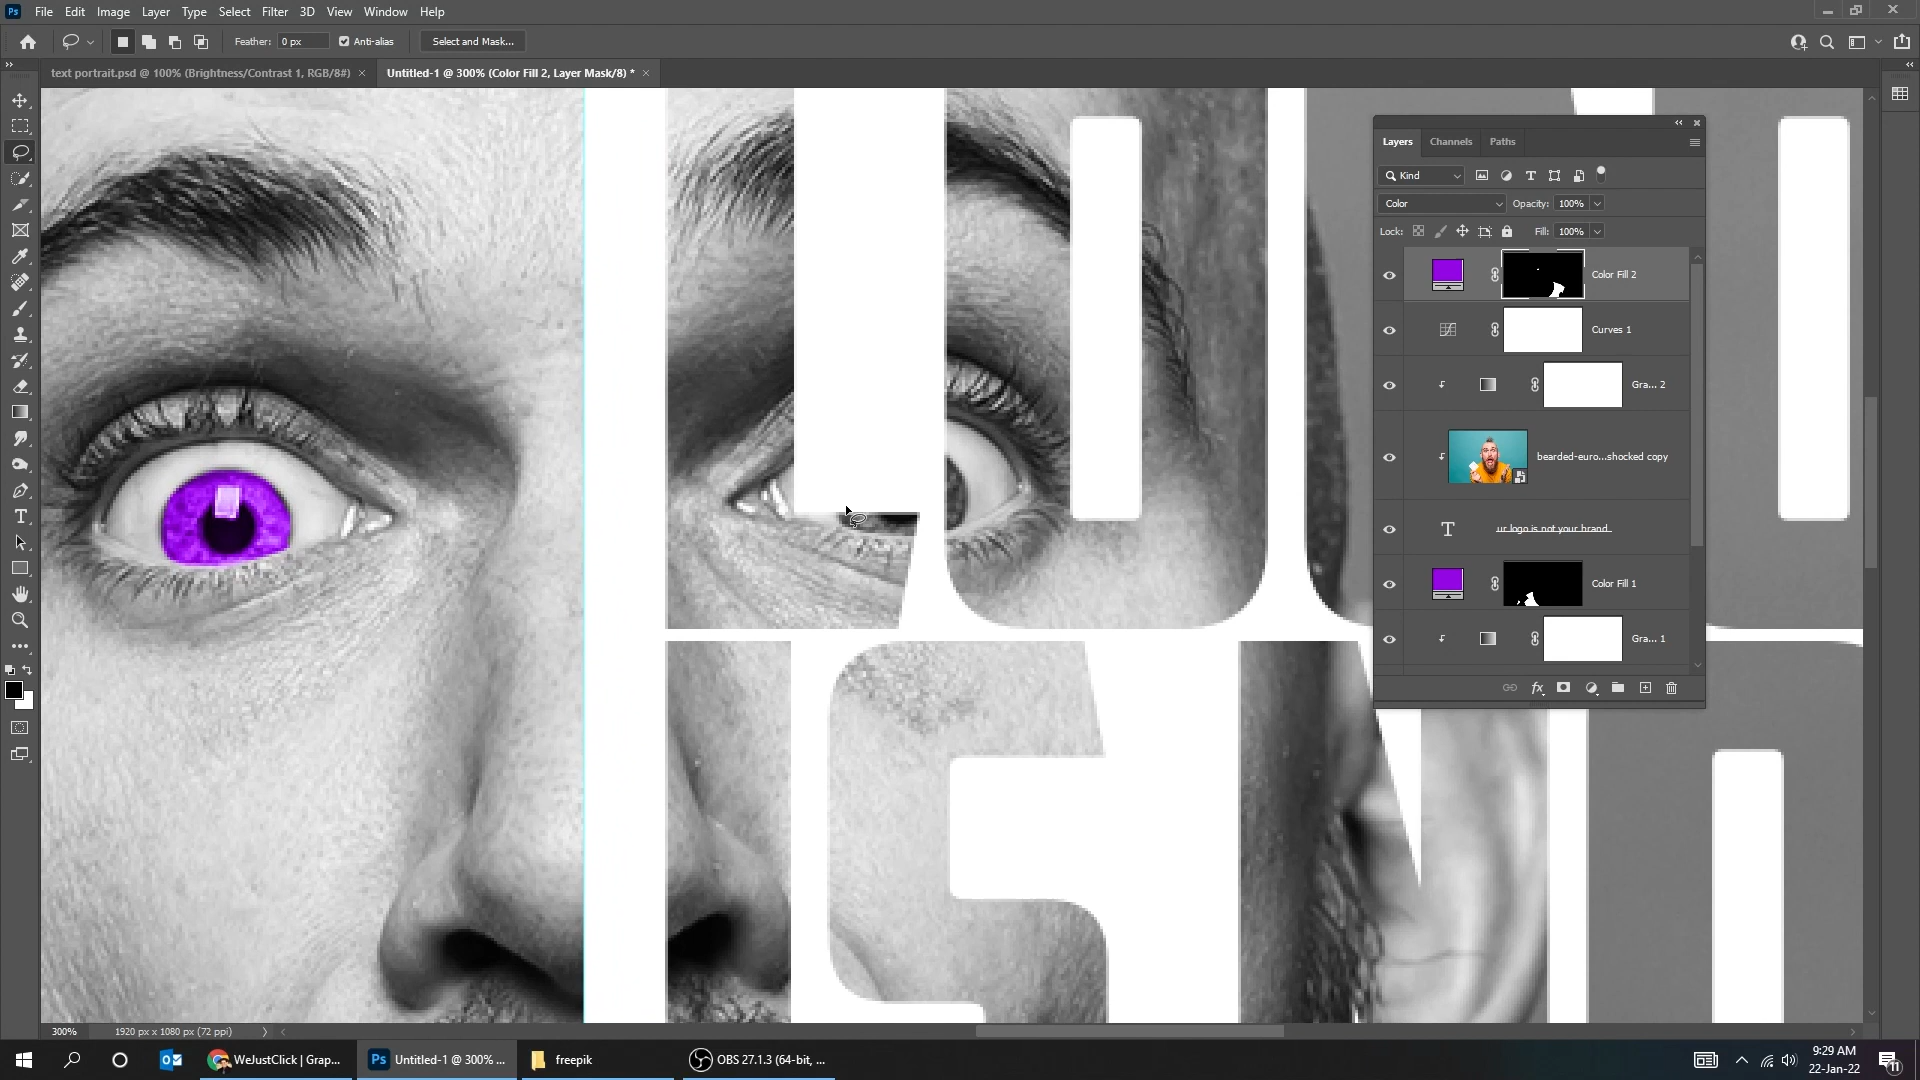 Ps File Edit Image Layer Type Select Filter 3D View Window Help
Feather: 0 px Anti-alias Select and Mask...
text portrait.psd @ 100% (Brightness/Contrast 1, RGB/8#) × Untitled-1 @ 300% (Color Fill 2, Layer Mask/8) * ×
Layers Channels Paths
Kind
Color Opacity: 100%
Lock: Fill: 100%
Color Fill 2
Curves 1
Gra... 2
bearded-euro...shocked copy
T ur logo is not your brand
Color Fill 1
Gra... 1
fx
300% 1920 px x 1080 px (72 ppi)
WeJustClick | Grap... Ps Untitled-1 @ 300% ... freepik OBS 27.1.3 (64-bit, ...
9:29 AM
22-Jan-22
11